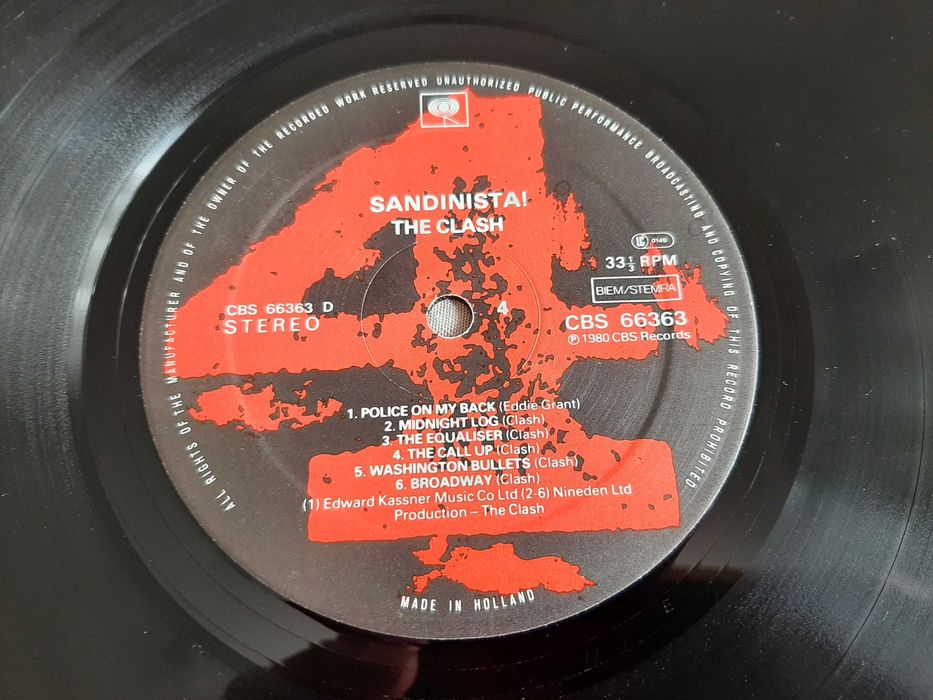 ALL RIGHTS OF THE MANUFACTURER AND OF THE OWNER OF THE RECORDED WORK RESERVED UNAUTHORIZED PUBLIC PERFORMANCE BROADCASTING AND COPYING OF THIS RECORD PROHIBITED
SANDINISTA!
THE CLASH
LC 0149
33⅓ RPM
BIEM/STEMRA
CBS 66363 D
STEREO
4
CBS 66363
℗ 1980 CBS Records
1. POLICE ON MY BACK (Eddie Grant)
2. MIDNIGHT LOG (Clash)
3. THE EQUALISER (Clash)
4. THE CALL UP (Clash)
5. WASHINGTON BULLETS (Clash)
6. BROADWAY (Clash)
(1) Edward Kassner Music Co Ltd (2-6) Nineden Ltd
Production – The Clash
MADE IN HOLLAND